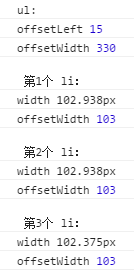 ul:
offsetLeft 15
offsetWidth 330
第1个 li:
width 102.938px
offsetWidth 103
第2个 li:
width 102.938px
offsetWidth 103
第3个 li:
width 102.375px
offsetWidth 103